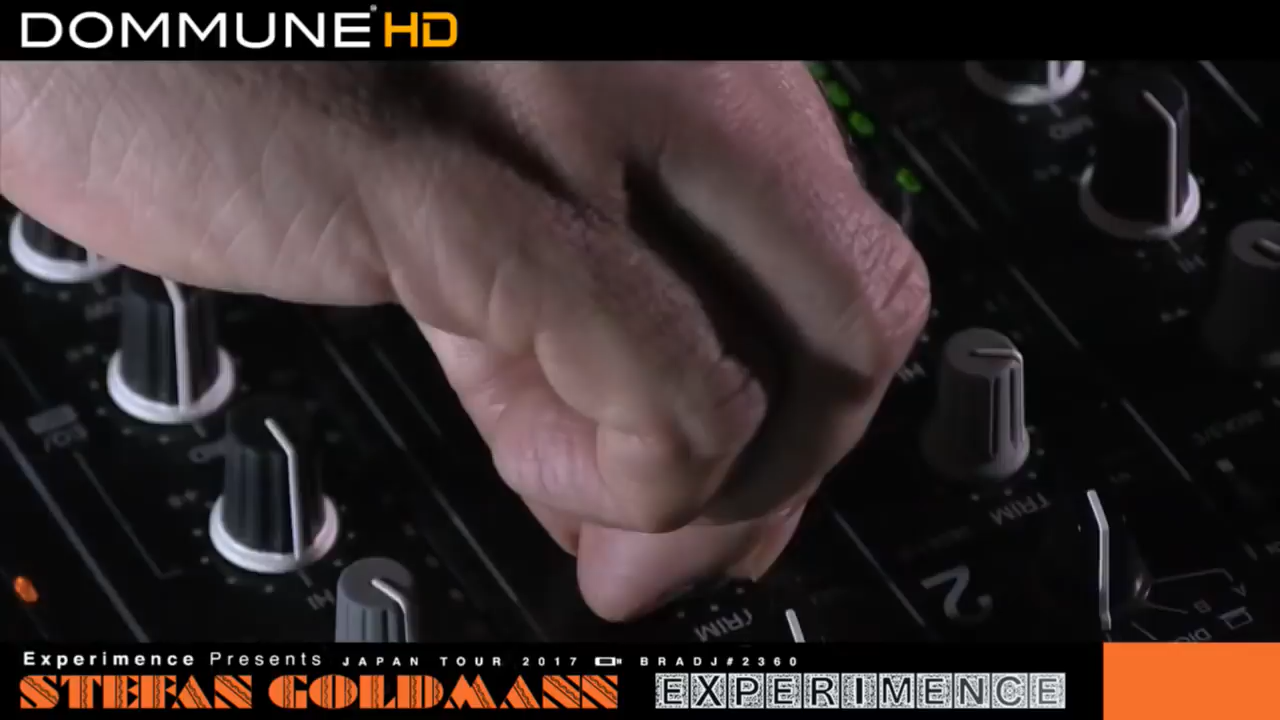 DOMMUNE® HD
HI
TRIM
2
TRIM
HI
Experimence Presents JAPAN TOUR 2017 BRADJ#2360
STEFAN GOLDMANN EXPERIMENCE